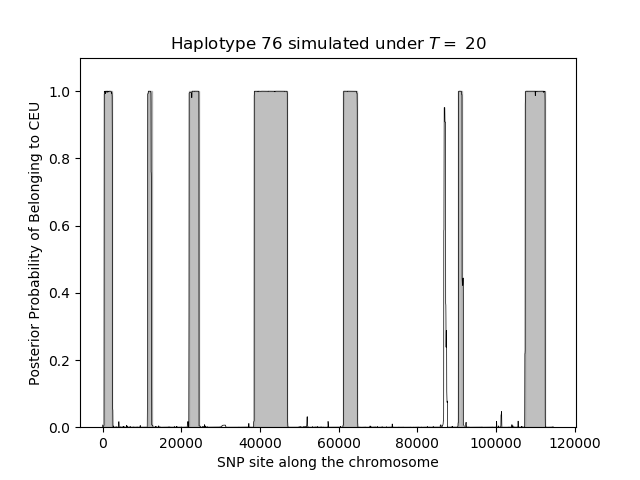 Haplotype 76 simulated under T = 20
Posterior Probability of Belonging to CEU
1.0
0.8
0.6
0.4
0.2
0.0
0 20000 40000 60000 80000 100000 120000
SNP site along the chromosome